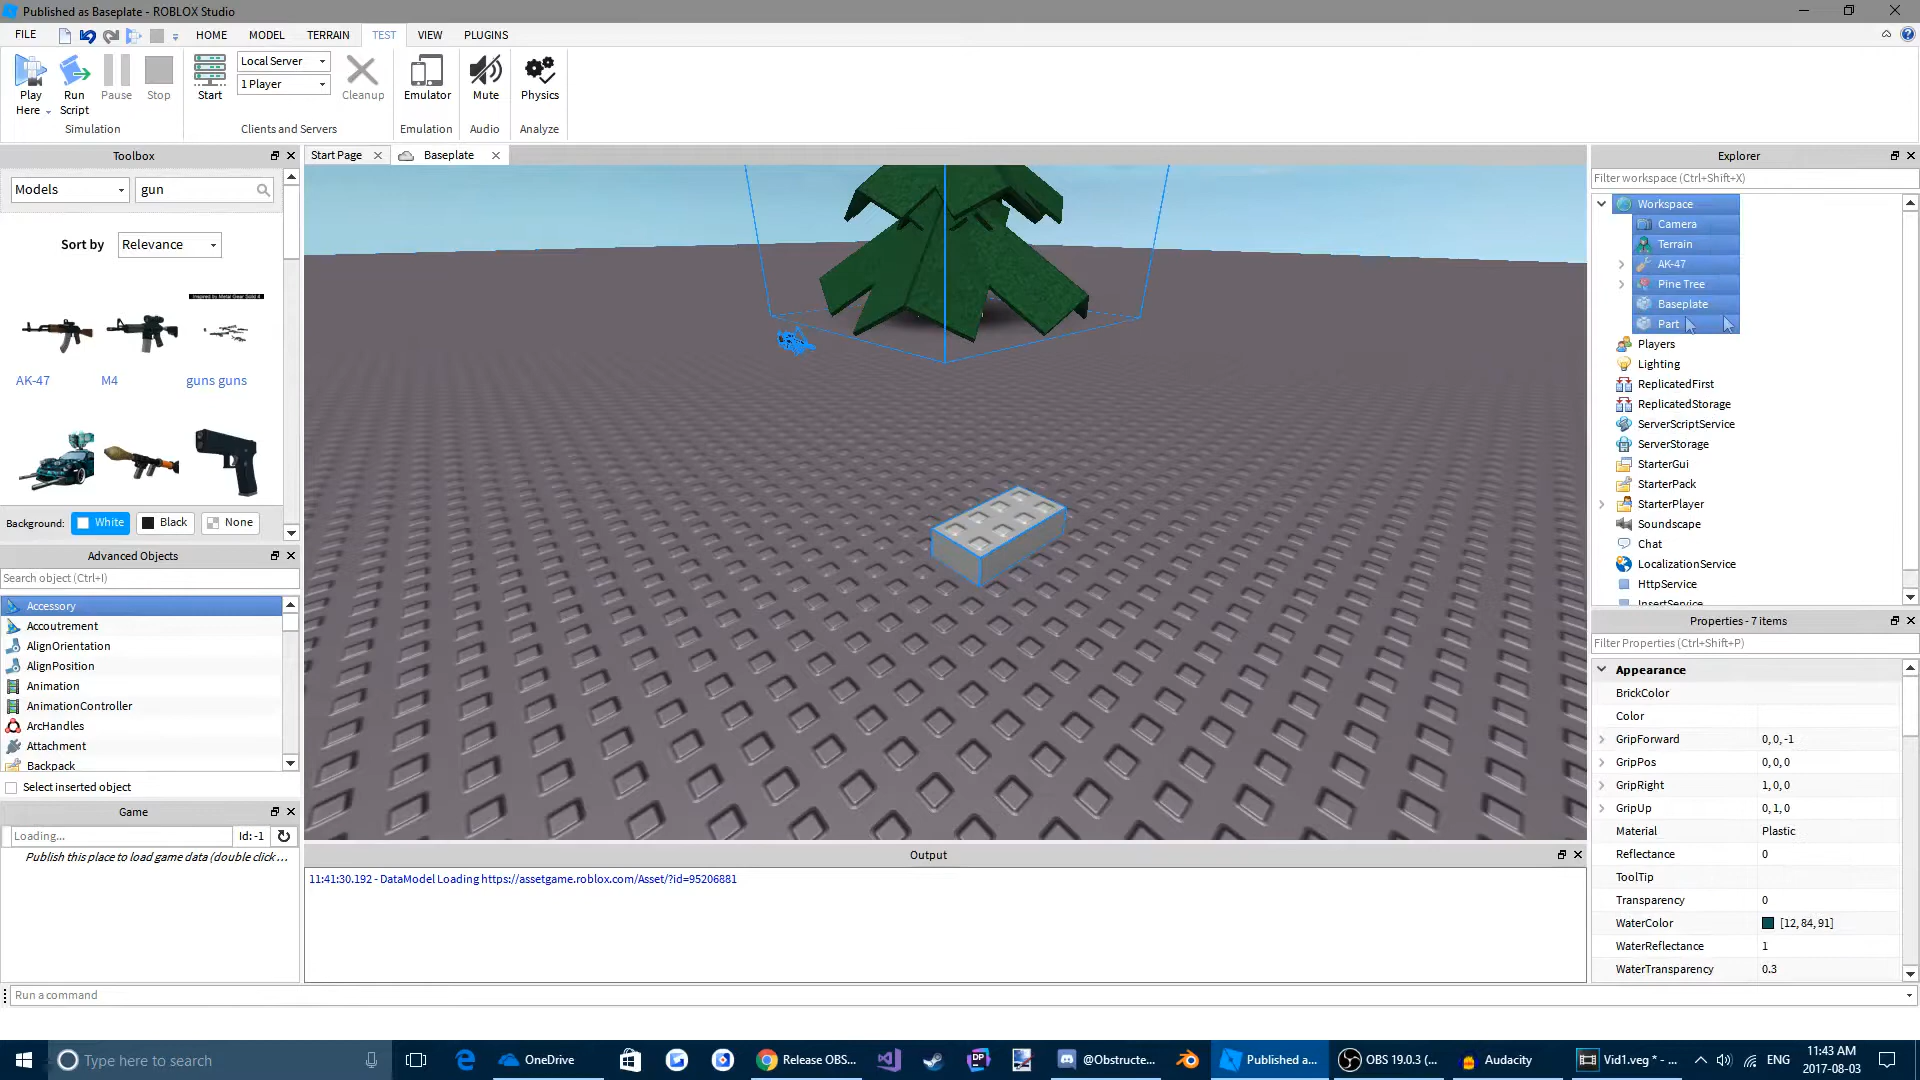 Published as Baseplate - ROBLOX Studio
FILE
HOME
MODEL
TERRAIN
TEST
VIEW
PLUGINS
Play Here
Run Script
Pause
Stop
Simulation
Start
Local Server
1 Player
Cleanup
Clients and Servers
Emulator
Emulation
Mute
Audio
Physics
Analyze
Toolbox
Models
gun
Sort by
Relevance
Inspired by Metal Gear Solid 4
AK-47
M4
guns guns
Background:
White
Black
None
Advanced Objects
Search object (Ctrl+I)
Accessory
Accoutrement
AlignOrientation
AlignPosition
Animation
AnimationController
ArcHandles
Attachment
Backpack
Select inserted object
Game
Loading...
Id: -1
Publish this place to load game data (double click ...
Start Page
Baseplate
Output
11:41:30.192 - DataModel Loading https://assetgame.roblox.com/Asset/?id=95206881
Run a command
Explorer
Filter workspace (Ctrl+Shift+X)
Workspace
Camera
Terrain
AK-47
Pine Tree
Baseplate
Part
Players
Lighting
ReplicatedFirst
ReplicatedStorage
ServerScriptService
ServerStorage
StarterGui
StarterPack
StarterPlayer
Soundscape
Chat
LocalizationService
HttpService
InsertService
Properties - 7 items
Filter Properties (Ctrl+Shift+P)
Appearance
BrickColor
Color
GripForward 0, 0, -1
GripPos 0, 0, 0
GripRight 1, 0, 0
GripUp 0, 1, 0
Material Plastic
Reflectance 0
ToolTip
Transparency 0
WaterColor [12, 84, 91]
WaterReflectance 1
WaterTransparency 0.3
Type here to search
OneDrive
Release OBS...
@Obstructe...
Published a...
OBS 19.0.3 (...
Audacity
Vid1.veg * - ...
ENG
11:43 AM
2017-08-03